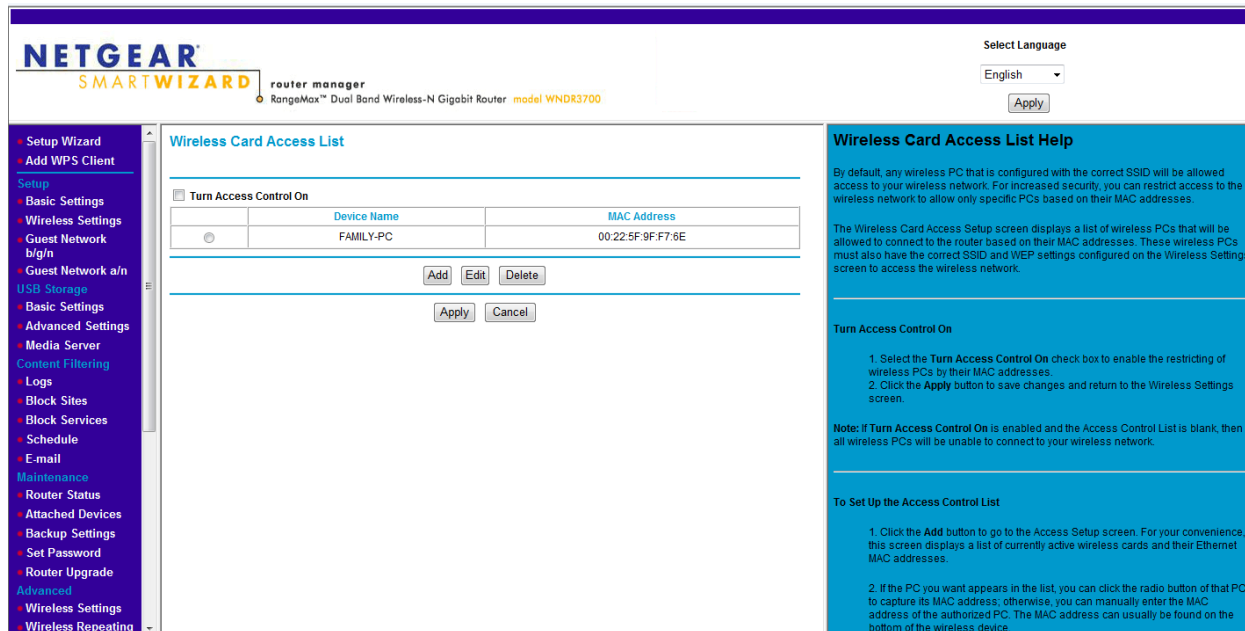 NETGEAR
SMARTWIZARD
router manager
RangeMax™ Dual Band Wireless-N Gigabit Router model WNDR3700
Select Language
English
Apply
Setup Wizard
Add WPS Client
Setup
Basic Settings
Wireless Settings
Guest Network
b/g/n
Guest Network a/n
USB Storage
Basic Settings
Advanced Settings
Media Server
Content Filtering
Logs
Block Sites
Block Services
Schedule
E-mail
Maintenance
Router Status
Attached Devices
Backup Settings
Set Password
Router Upgrade
Advanced
Wireless Settings
Wireless Repeating
Wireless Card Access List
Turn Access Control On
Device Name MAC Address
FAMILY-PC 00:22:5F:9F:F7:6E
Add Edit Delete
Apply Cancel
Wireless Card Access List Help
By default, any wireless PC that is configured with the correct SSID will be allowed
access to your wireless network. For increased security, you can restrict access to the
wireless network to allow only specific PCs based on their MAC addresses.
The Wireless Card Access Setup screen displays a list of wireless PCs that will be
allowed to connect to the router based on their MAC addresses. These wireless PCs
must also have the correct SSID and WEP settings configured on the Wireless Setting
screen to access the wireless network.
Turn Access Control On
1. Select the Turn Access Control On check box to enable the restricting of
wireless PCs by their MAC addresses.
2. Click the Apply button to save changes and return to the Wireless Settings
screen.
Note: If Turn Access Control On is enabled and the Access Control List is blank, then
all wireless PCs will be unable to connect to your wireless network.
To Set Up the Access Control List
1. Click the Add button to go to the Access Setup screen. For your convenience,
this screen displays a list of currently active wireless cards and their Ethernet
MAC addresses.
2. If the PC you want appears in the list, you can click the radio button of that PC
to capture its MAC address; otherwise, you can manually enter the MAC
address of the authorized PC. The MAC address can usually be found on the
bottom of the wireless device.